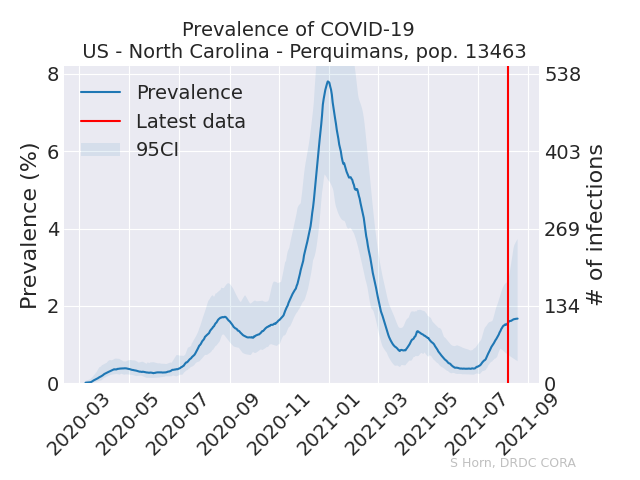 Prevalence of COVID-19
US - North Carolina - Perquimans, pop. 13463
Prevalence
Latest data
95CI
Prevalence (%)
8
6
4
2
0
538
403
269
134
0
# of infections
2020-03
2020-05
2020-07
2020-09
2020-11
2021-01
2021-03
2021-05
2021-07
2021-09
S Horn, DRDC CORA